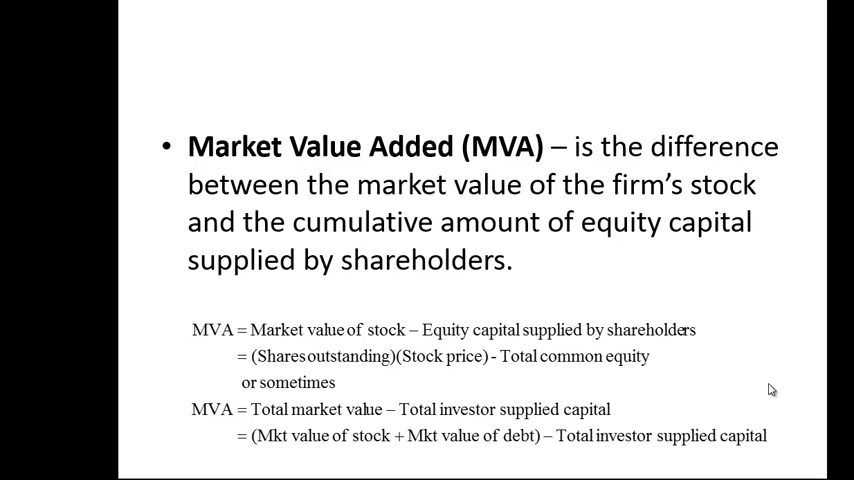 • Market Value Added (MVA) – is the difference
between the market value of the firm’s stock
and the cumulative amount of equity capital
supplied by shareholders.
MVA = Market value of stock – Equity capital supplied by shareholders
= (Shares outstanding)(Stock price) - Total common equity
or sometimes
MVA = Total market value – Total investor supplied capital
= (Mkt value of stock + Mkt value of debt) – Total investor supplied capital